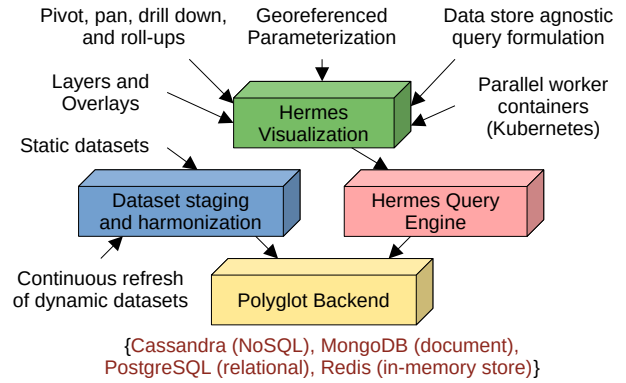 Pivot, pan, drill down,
and roll-ups
Georeferenced
Parameterization
Data store agnostic
query formulation
Layers and
Overlays
Hermes
Visualization
Parallel worker
containers
(Kubernetes)
Static datasets
Dataset staging
and harmonization
Hermes Query
Engine
Continuous refresh
of dynamic datasets
Polyglot Backend
{Cassandra (NoSQL), MongoDB (document),
PostgreSQL (relational), Redis (in-memory store)}